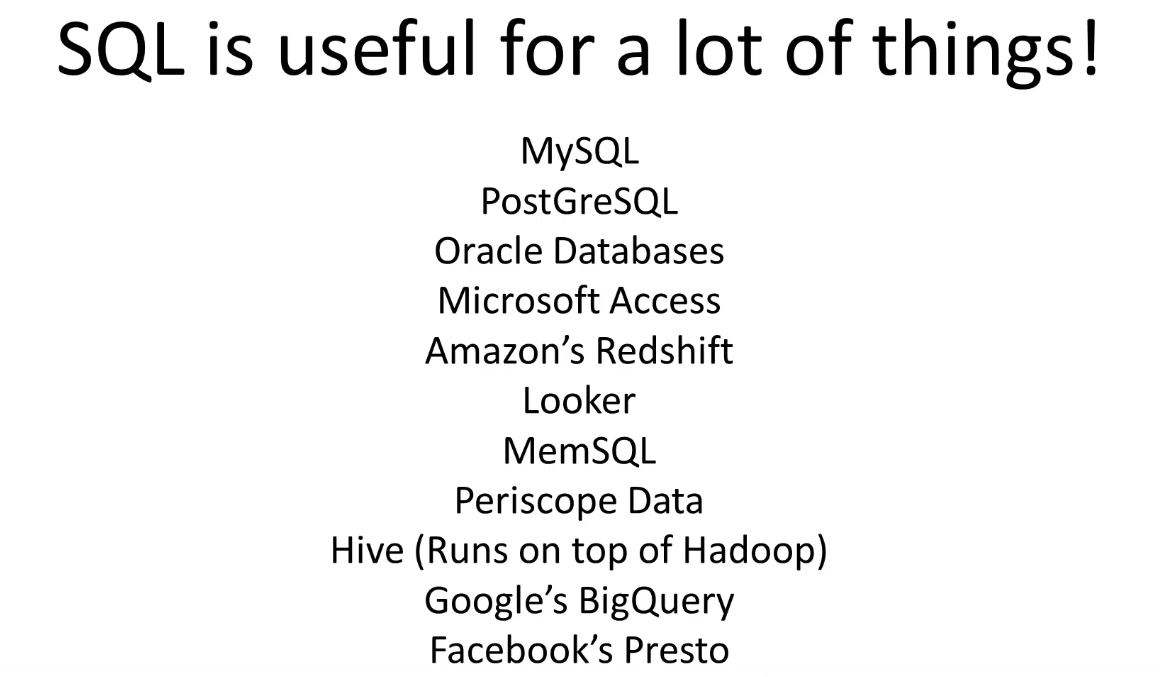 SQL is useful for a lot of things!
MySQL
PostGreSQL
Oracle Databases
Microsoft Access
Amazon’s Redshift
Looker
MemSQL
Periscope Data
Hive (Runs on top of Hadoop)
Google’s BigQuery
Facebook’s Presto